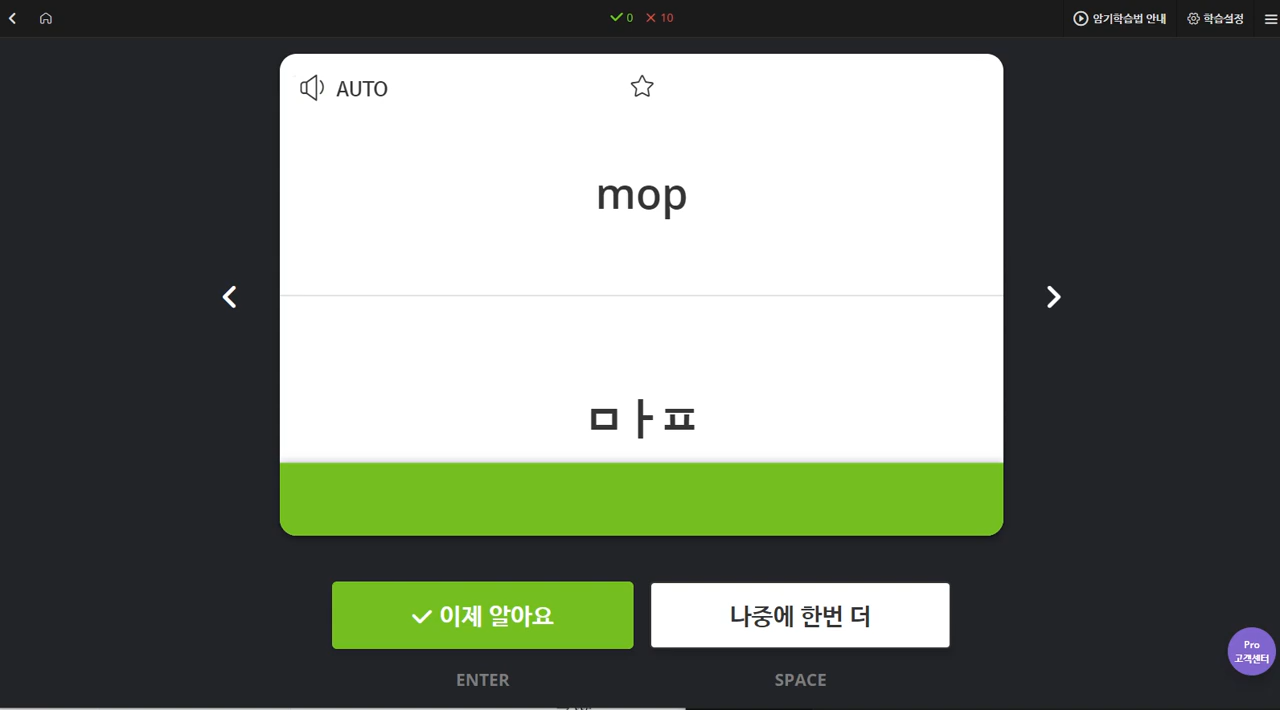 0 10 암기학습법 안내 학습설정
AUTO
mop
ㅁㅏㅍ
이제 알아요 나중에 한번 더
ENTER SPACE
Pro
고객센터